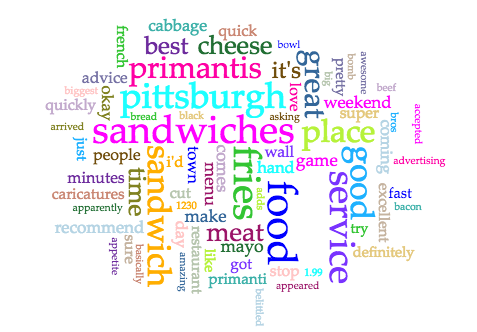 cabbage
quick
french
best
cheese
bowl
primantis
it's
great
pretty
bomb
awesome
advice
okay
love
big
biggest
pittsburgh
weekend
beef
quickly
bread
black
asking
super
bros
accepted
arrived
sandwiches
place
coming
just
people
sandwich
i'd
town
comes
fries
wall
game
good
advertising
minutes
time
hand
caricatures
cut
menu
ads
food
service
excellent
fast
apparently
1230
make
bacon
recommend
day
restaurant
meat
try
sure
mayo
appetite
basically
amazing
like
got
definitely
primanti
stop
1.99
appeared
belittled